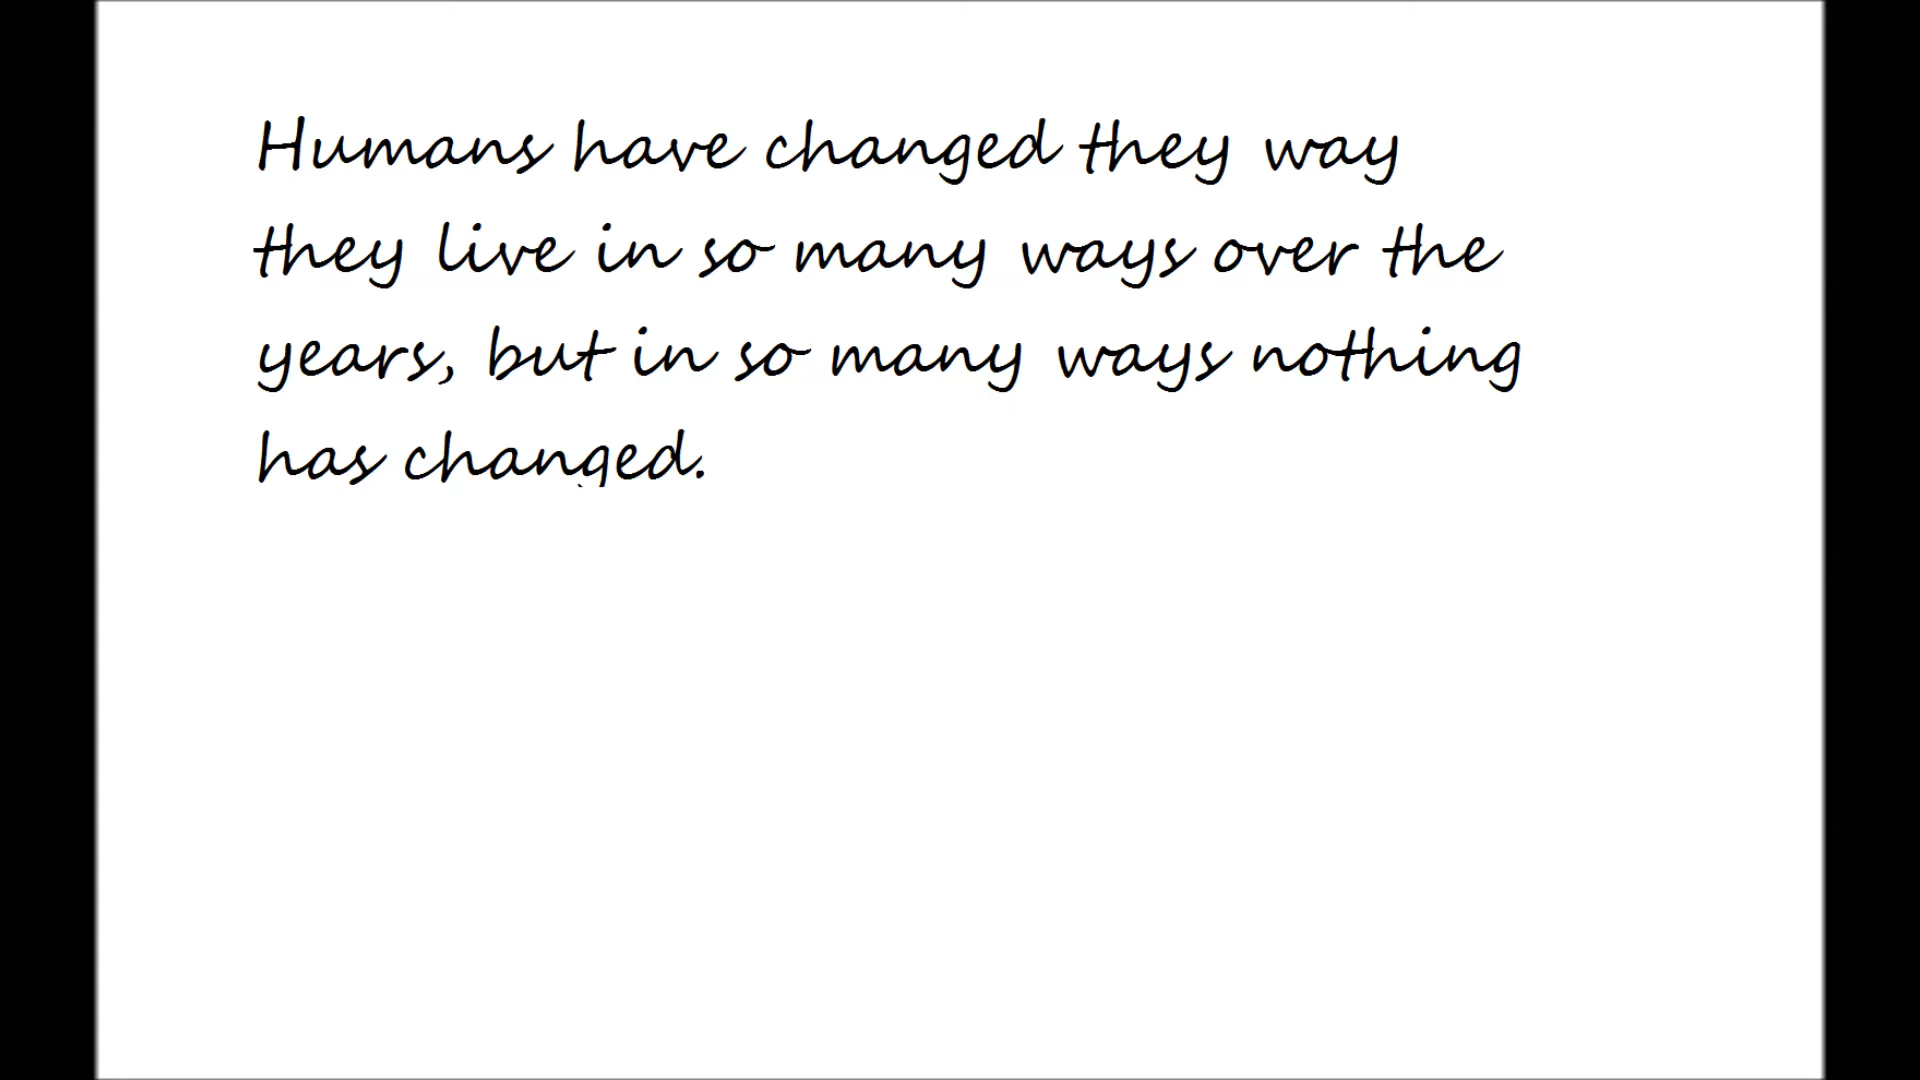 Humans have changed they way
they live in so many ways over the
years, but in so many ways nothing
has changed.